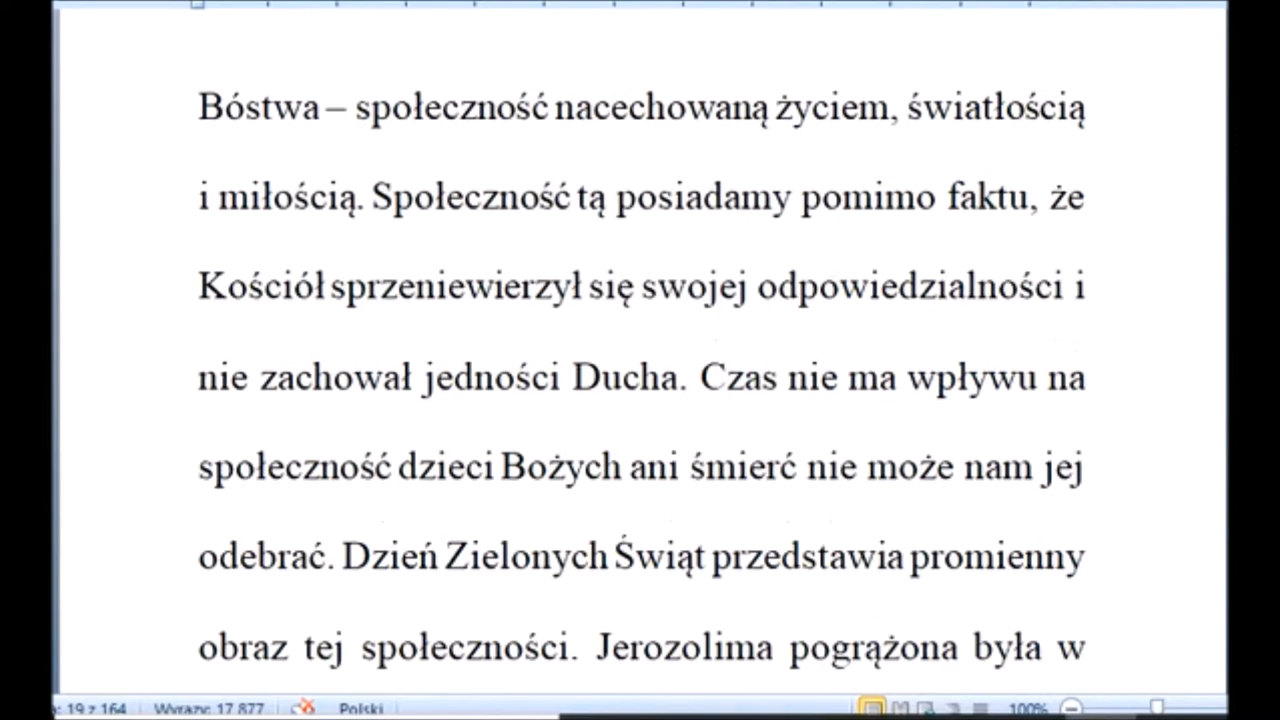 Bóstwa – społeczność nacechowaną życiem, światłością
i miłością. Społeczność tą posiadamy pomimo faktu, że
Kościół sprzeniewierzył się swojej odpowiedzialności i
nie zachował jedności Ducha. Czas nie ma wpływu na
społeczność dzieci Bożych ani śmierć nie może nam jej
odebrać. Dzień Zielonych Świąt przedstawia promienny
obraz tej społeczności. Jerozolima pogrążona była w
: 19 z 164 Wyrazy: 17 877 Polski 100%